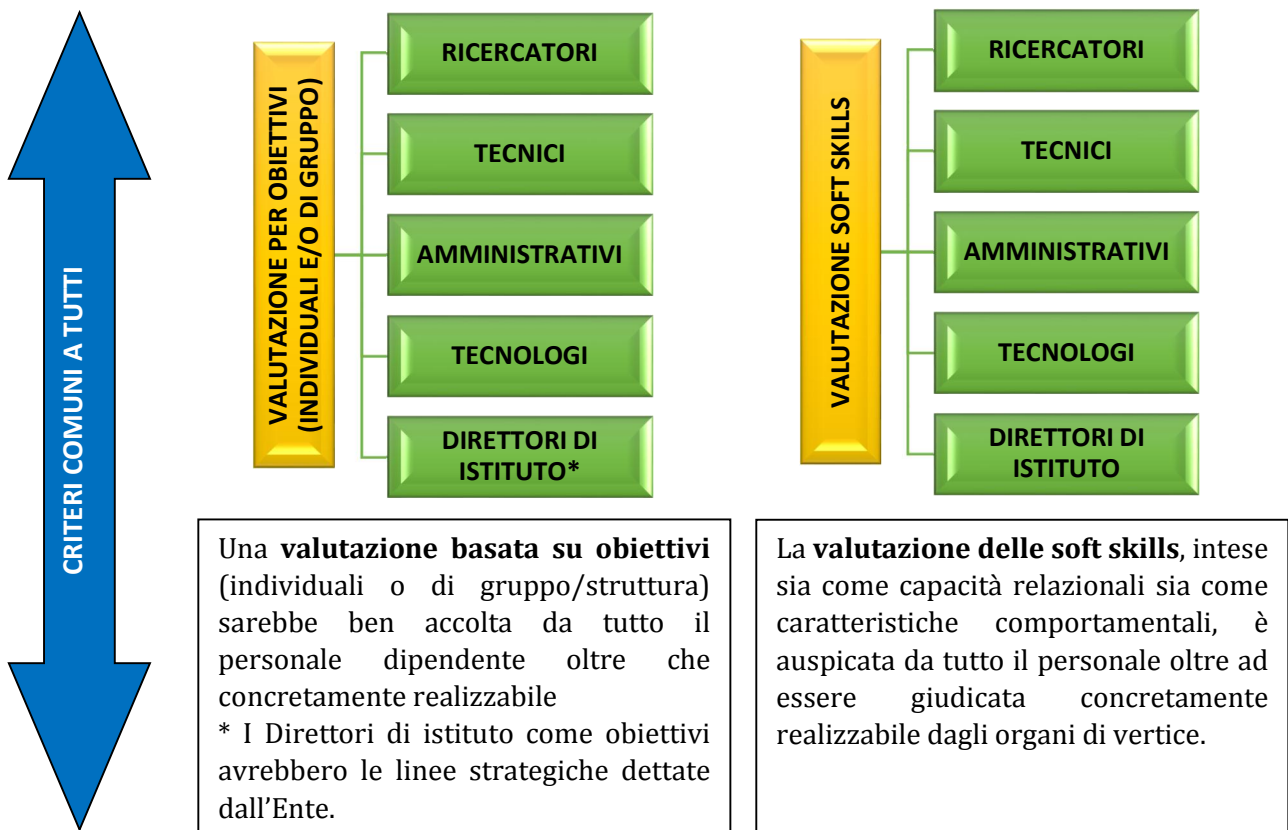 CRITERI COMUNI A TUTTI
VALUTAZIONE PER OBIETTIVI
(INDIVIDUALI E/O DI GRUPPO)
RICERCATORI
TECNICI
AMMINISTRATIVI
TECNOLOGI
DIRETTORI DI
ISTITUTO*
VALUTAZIONE SOFT SKILLS
RICERCATORI
TECNICI
AMMINISTRATIVI
TECNOLOGI
DIRETTORI DI
ISTITUTO
Una valutazione basata su obiettivi
(individuali o di gruppo/struttura)
sarebbe ben accolta da tutto il
personale dipendente oltre che
concretamente realizzabile
* I Direttori di istituto come obiettivi
avrebbero le linee strategiche dettate
dall’Ente.
La valutazione delle soft skills, intese
sia come capacità relazionali sia come
caratteristiche comportamentali, è
auspicata da tutto il personale oltre ad
essere giudicata concretamente
realizzabile dagli organi di vertice.